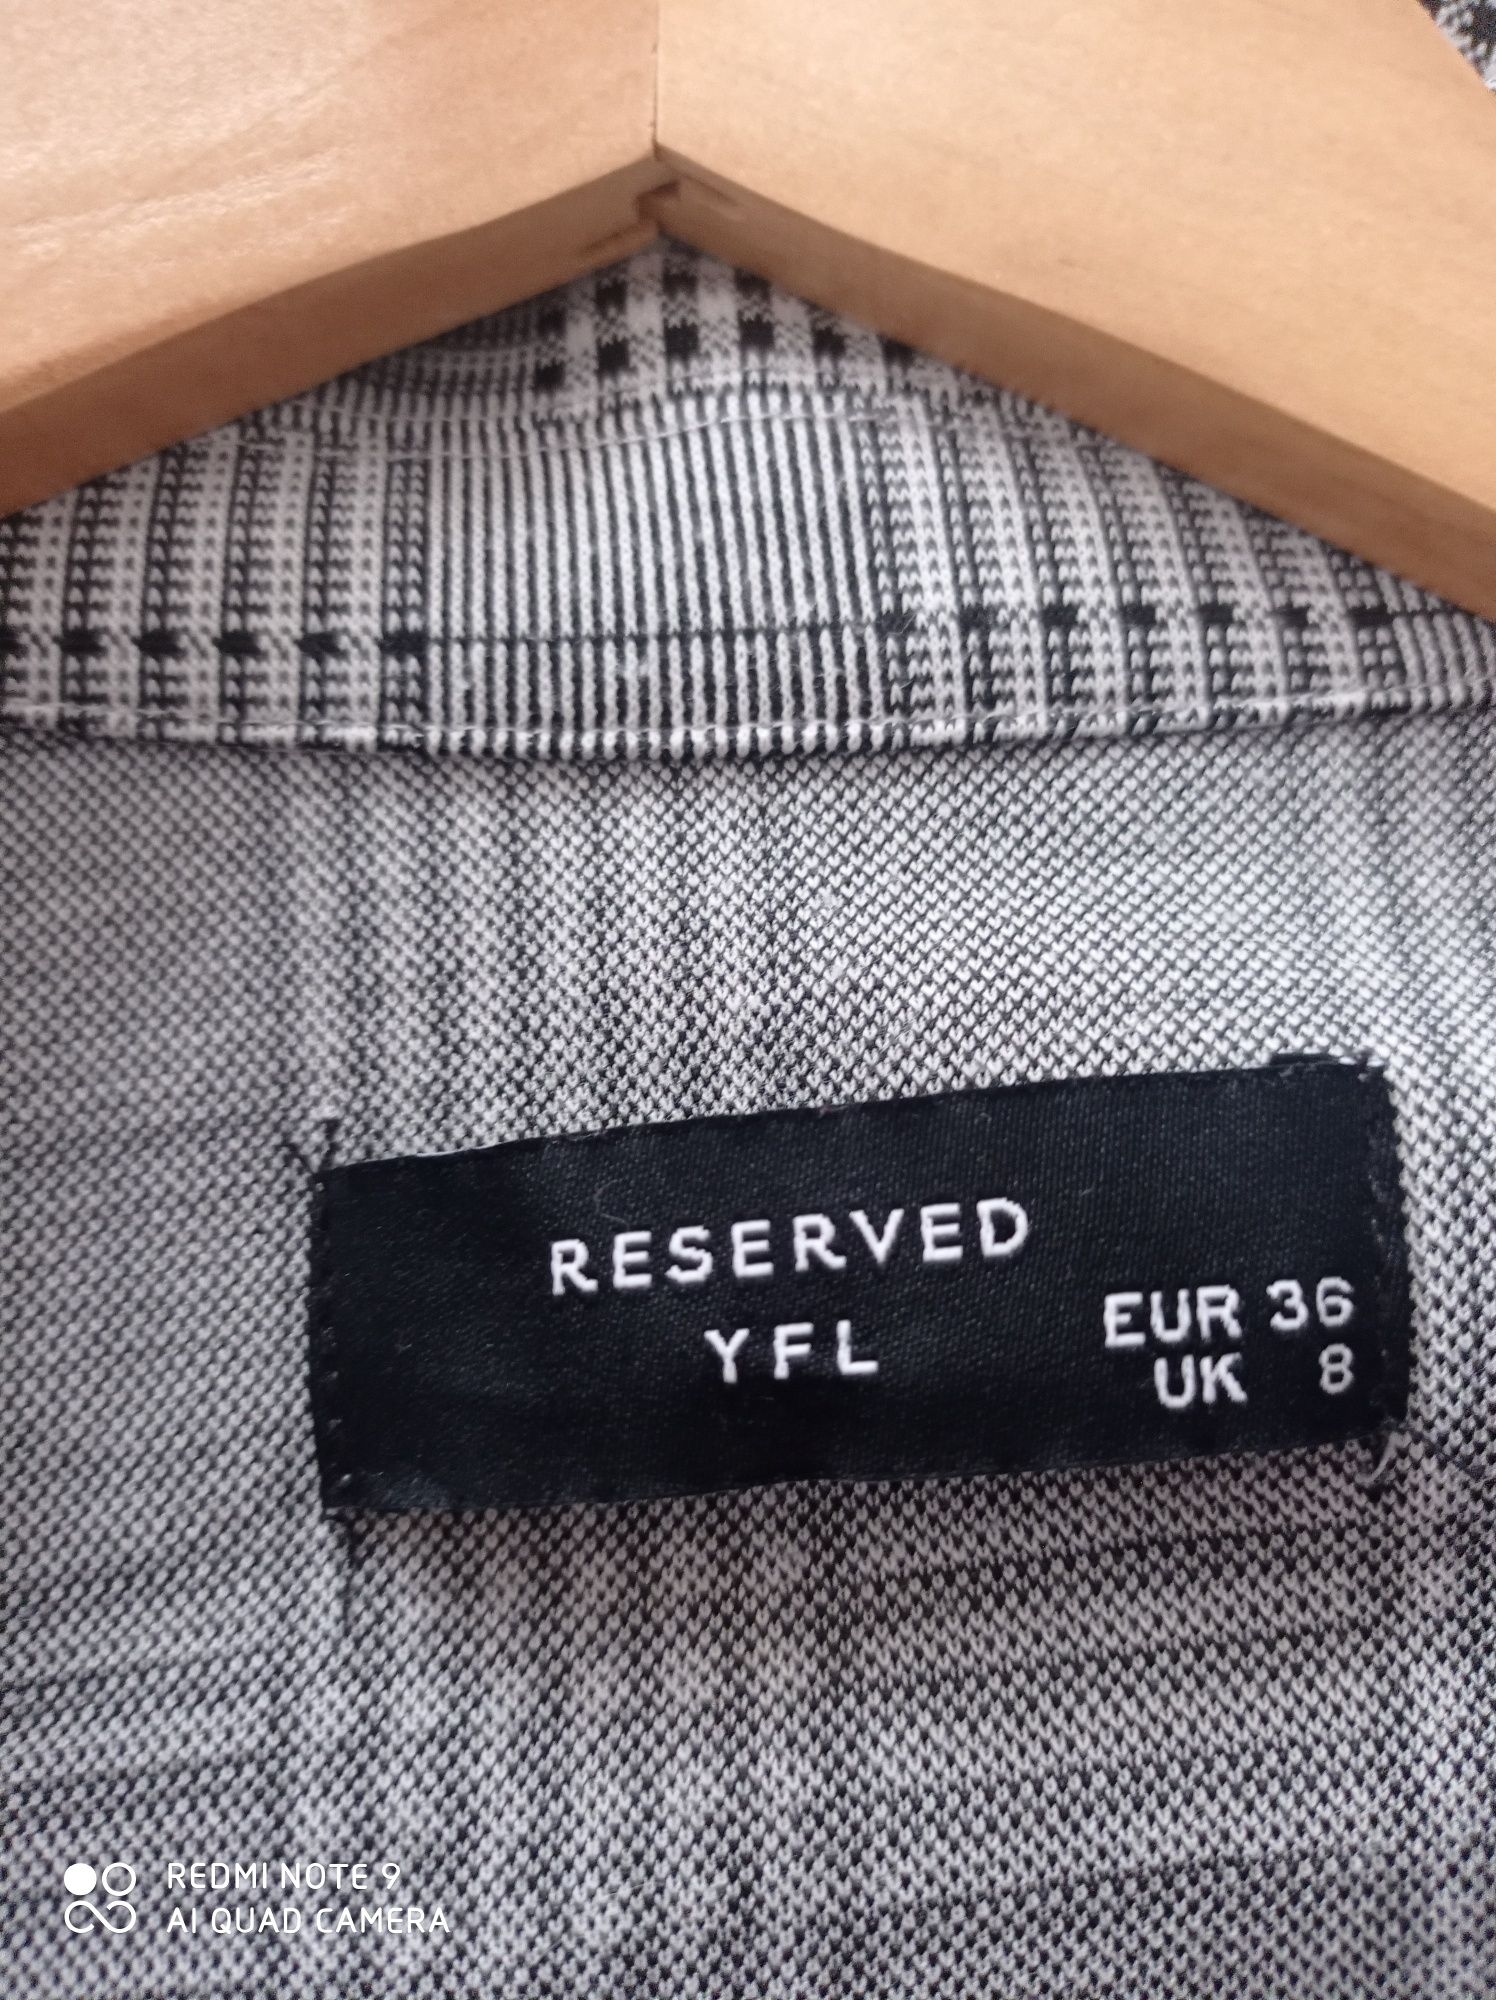 RESERVED
YFL
EUR 36
UK 8
REDMI NOTE 9
AI QUAD CAMERA